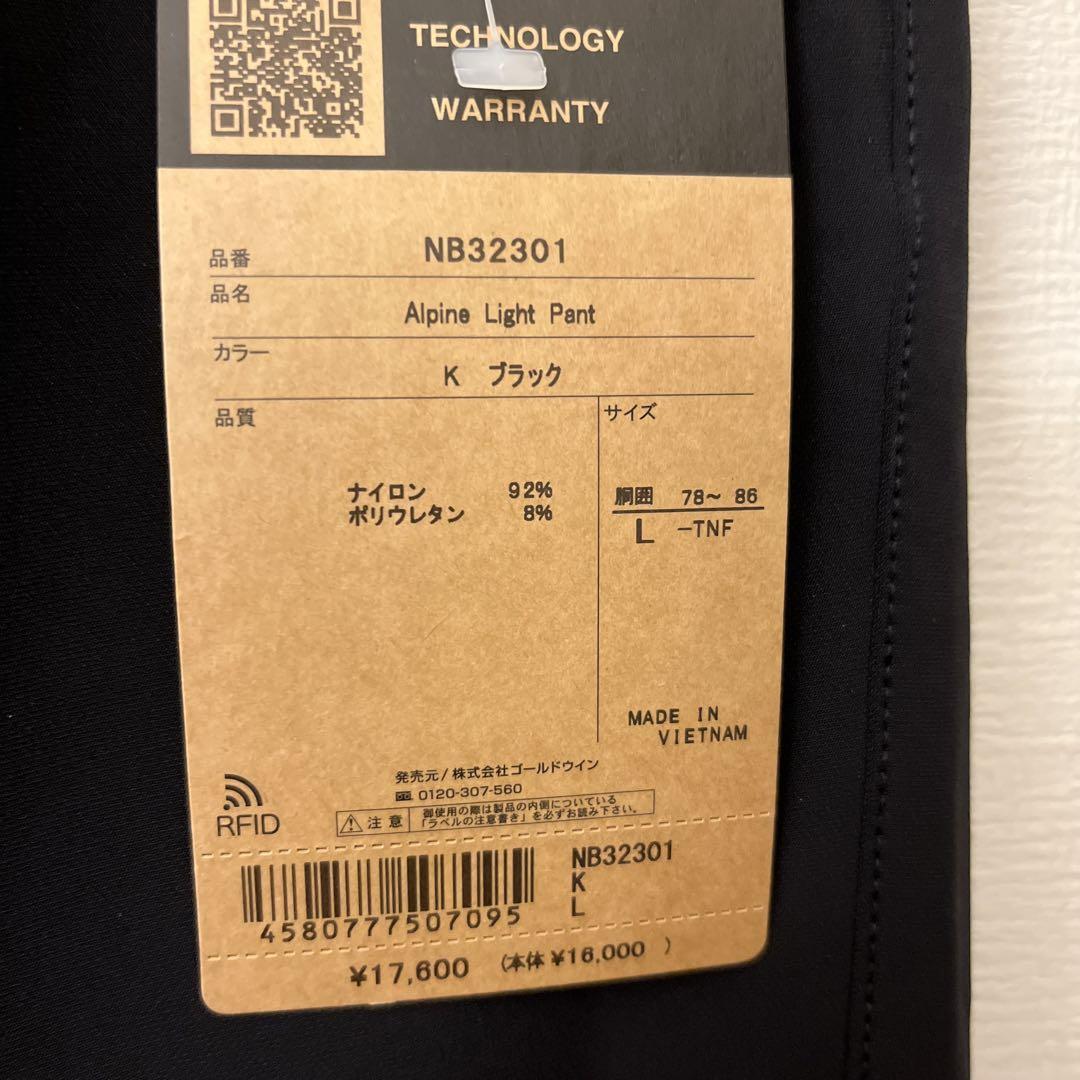 TECHNOLOGY
WARRANTY
品番 NB32301
品名
Alpine Light Pant
カラー
K ブラック
品質
サイズ
ナイロン 92%
ポリウレタン 8%
胴囲 78～ 86
L -TNF
MADE IN
VIETNAM
発売元/株式会社ゴールドウイン
0120-307-560
RFID
注意
御使用の際は製品の内側についている
「ラベルの注意書き」を必ずお読み下さい。
NB32301
K
L
4580777507095
¥17,600 (本体 ¥16,000 )